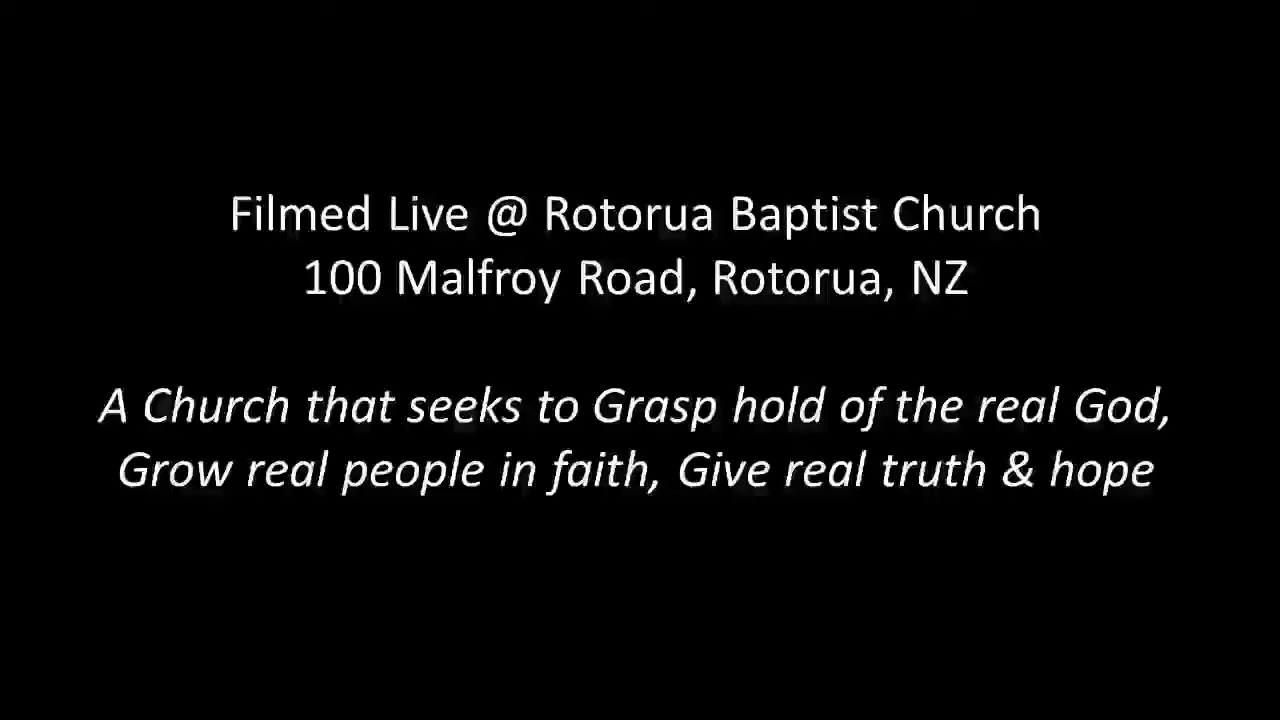 Filmed Live @ Rotorua Baptist Church
100 Malfroy Road, Rotorua, NZ
A Church that seeks to Grasp hold of the real God,
Grow real people in faith, Give real truth & hope